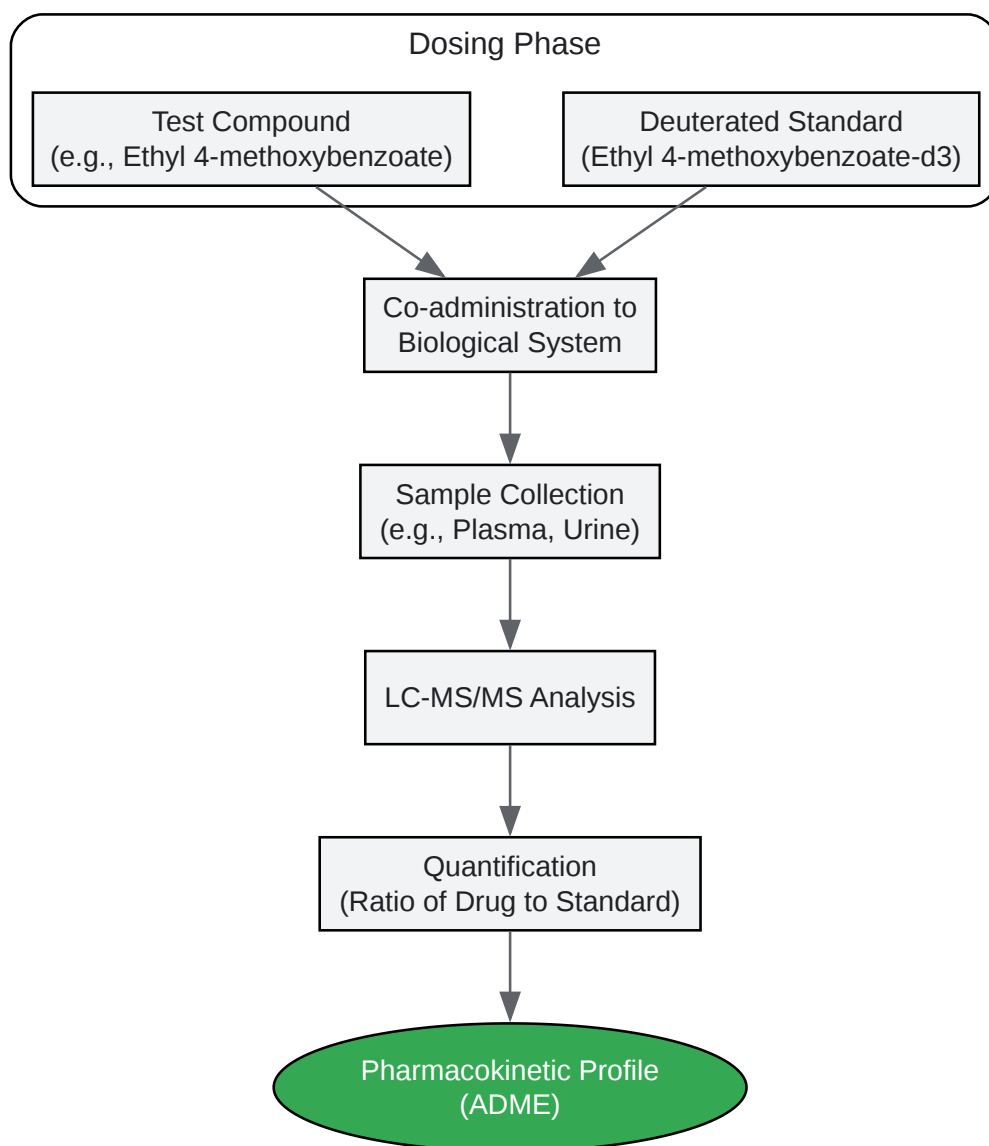 Dosing Phase
Test Compound
(e.g., Ethyl 4-methoxybenzoate)
Deuterated Standard
(Ethyl 4-methoxybenzoate-d3)
Co-administration to
Biological System
Sample Collection
(e.g., Plasma, Urine)
LC-MS/MS Analysis
Quantification
(Ratio of Drug to Standard)
Pharmacokinetic Profile
(ADME)